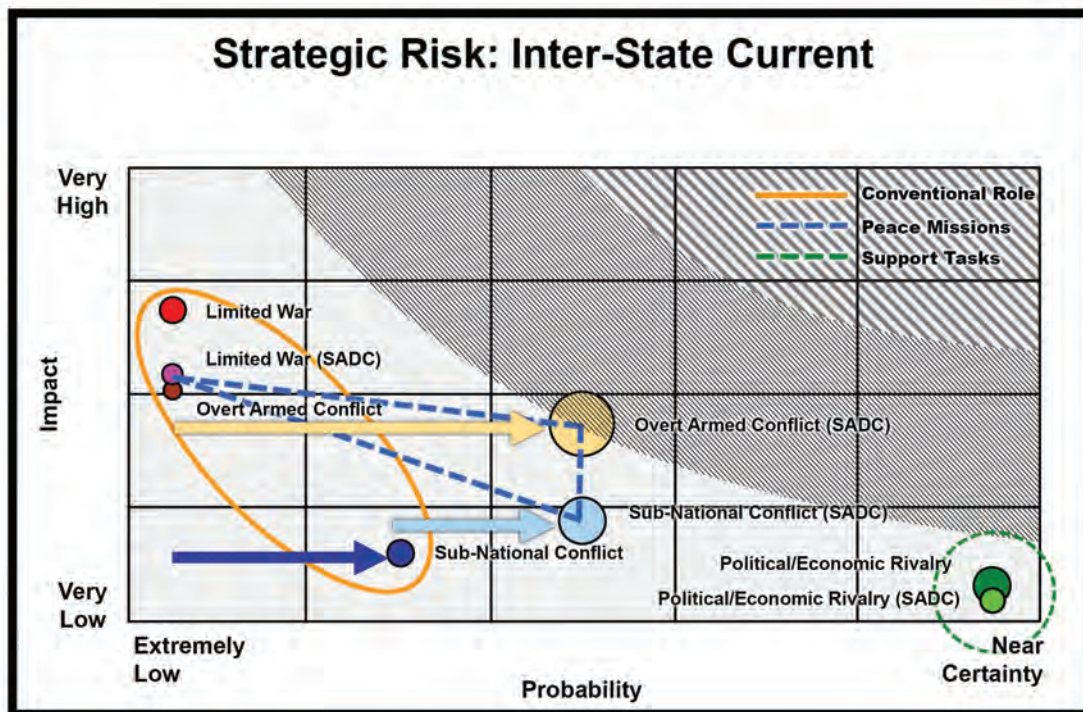 Strategic Risk: Inter-State Current
Very
High
Conventional Role
Peace Missions
Support Tasks
Limited War
Limited War (SADC)
Impact
Overt Armed Conflict
Overt Armed Conflict (SADC)
Sub-National Conflict (SADC)
Sub-National Conflict
Political/Economic Rivalry
Political/Economic Rivalry (SADC)
Very
Low
Extremely
Low
Near
Certainty
Probability